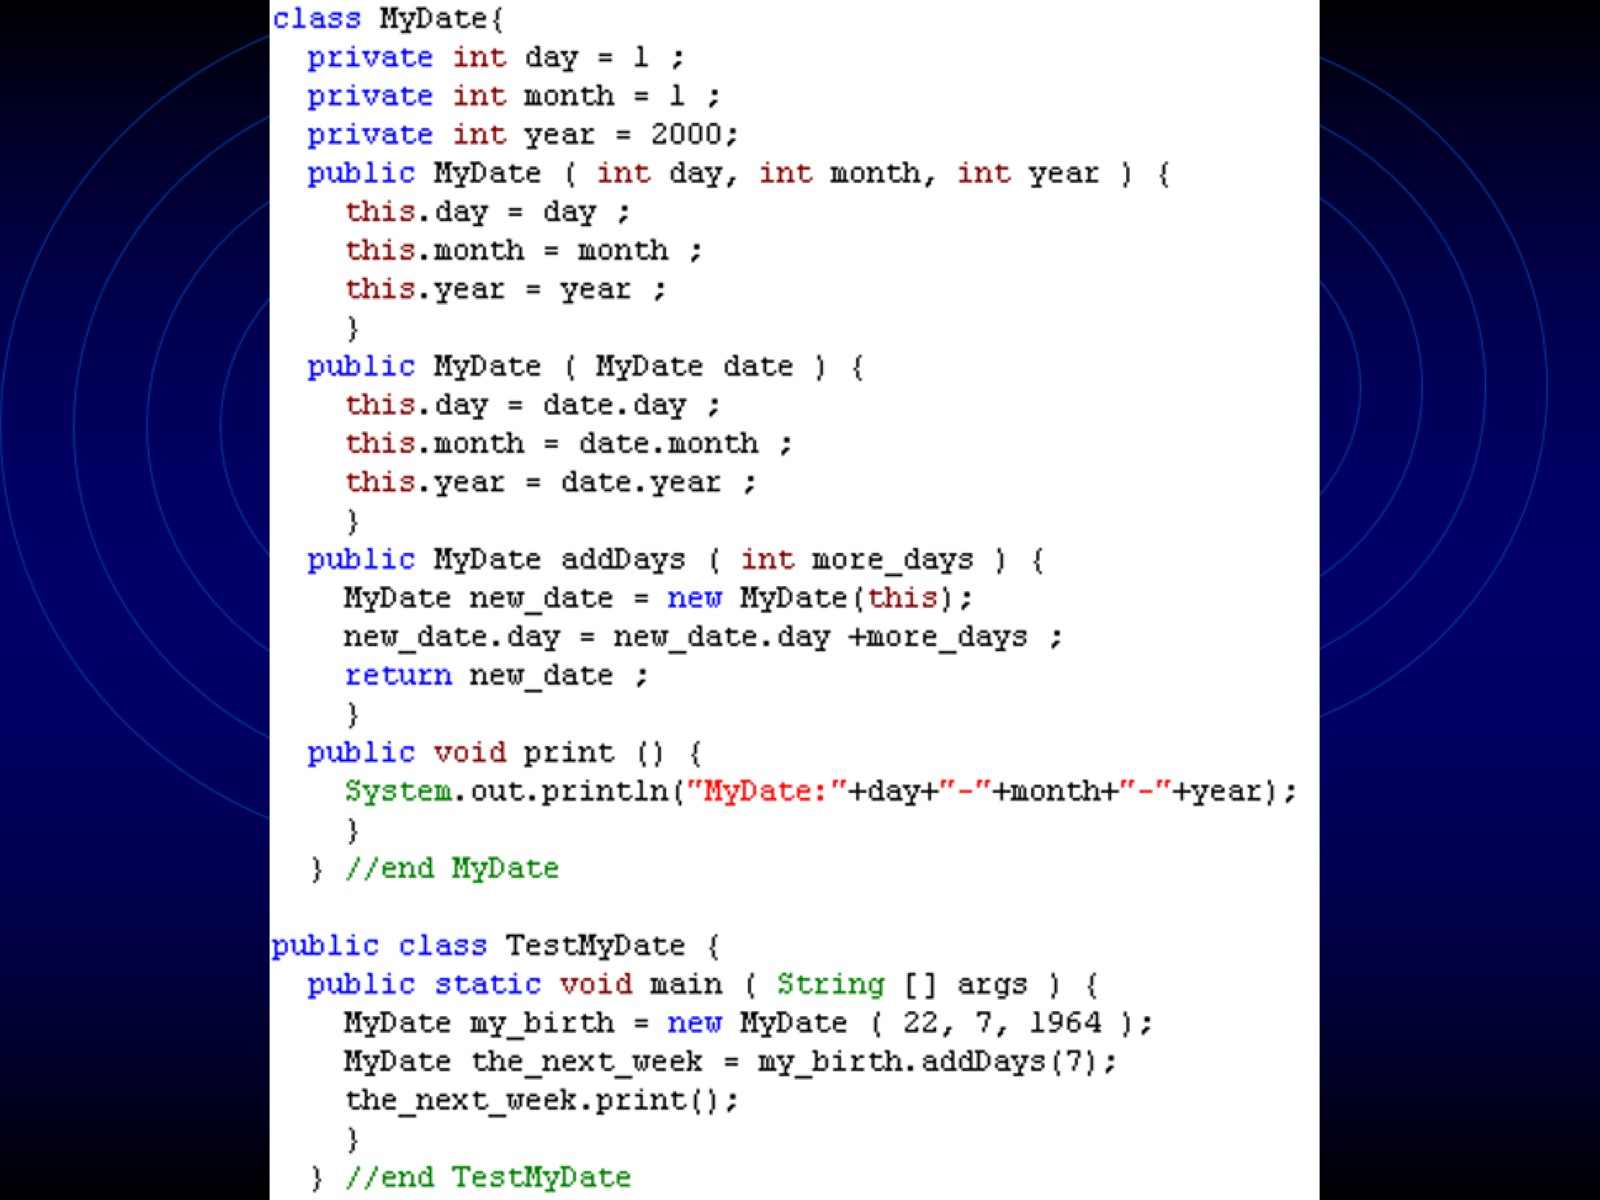 class MyDate{
private int day = 1 ;
private int month = 1 ;
private int year = 2000;
public MyDate ( int day, int month, int year ) {
this.day = day ;
this.month = month ;
this.year = year ;
}
public MyDate ( MyDate date ) {
this.day = date.day ;
this.month = date.month ;
this.year = date.year ;
}
public MyDate addDays ( int more_days ) {
MyDate new_date = new MyDate(this);
new_date.day = new_date.day +more_days ;
return new_date ;
}
public void print () {
System.out.println("MyDate:"+day+"-"+month+"-"+year);
}
} //end MyDate
public class TestMyDate {
public static void main ( String [] args ) {
MyDate my_birth = new MyDate ( 22, 7, 1964 );
MyDate the_next_week = my_birth.addDays(7);
the_next_week.print();
}
} //end TestMyDate